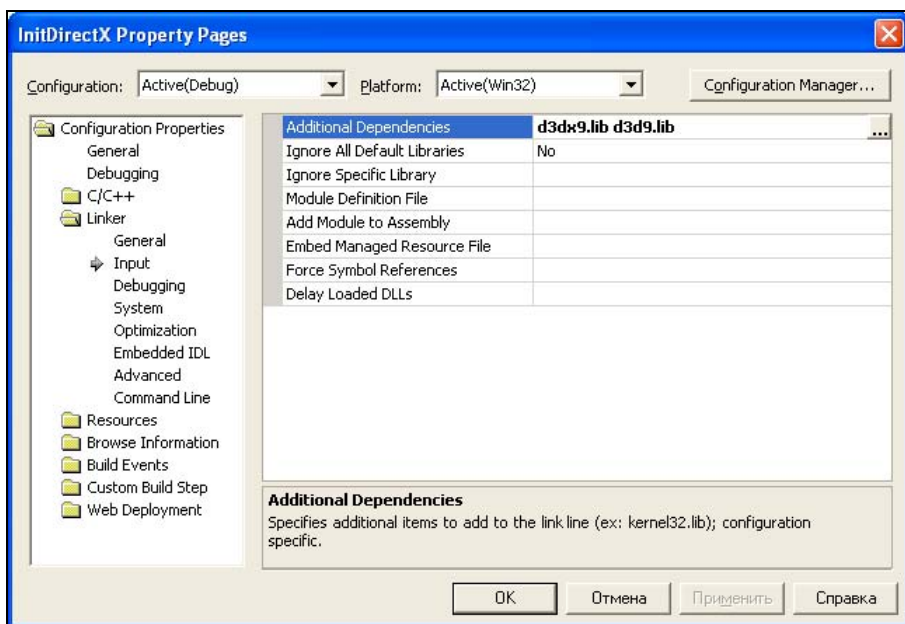 InitDirectX Property Pages
Configuration: Active(Debug) Platform: Active(Win32) Configuration Manager...
Configuration Properties
General
Debugging
C/C++
Linker
General
Input
Debugging
System
Optimization
Embedded IDL
Advanced
Command Line
Resources
Browse Information
Build Events
Custom Build Step
Web Deployment
Additional Dependencies d3dx9.lib d3d9.lib ...
Ignore All Default Libraries No
Ignore Specific Library
Module Definition File
Add Module to Assembly
Embed Managed Resource File
Force Symbol References
Delay Loaded DLLs
Additional Dependencies
Specifies additional items to add to the link line (ex: kernel32.lib); configuration
specific.
OK Отмена Применить Справка